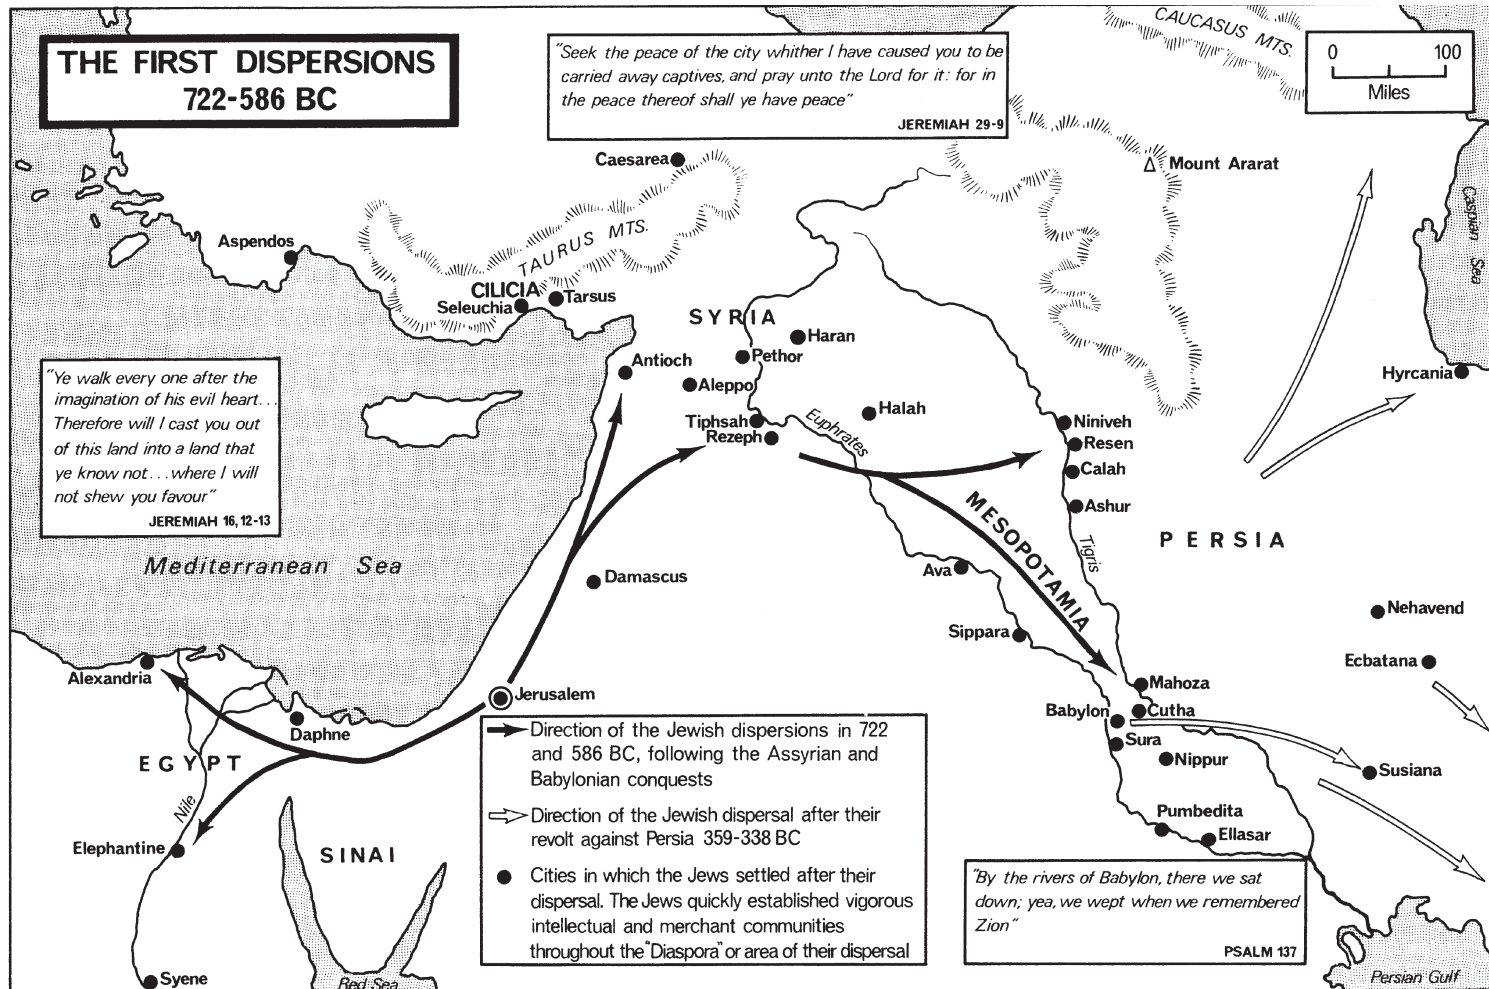 THE FIRST DISPERSIONS
722-586 BC
"Seek the peace of the city whither I have caused you to be
carried away captives, and pray unto the Lord for it: for in
the peace thereof shall ye have peace"
JEREMIAH 29-9
CAUCASUS MTS.
0 100
Miles
Caesarea
Mount Ararat
Caspian Sea
Aspendos
TAURUS MTS.
CILICIA
Seleuchia
Tarsus
SYRIA
Haran
Pethor
Antioch
Aleppo
Hyrcania
"Ye walk every one after the
imagination of his evil heart...
Therefore will I cast you out
of this land into a land that
ye know not...where I will
not shew you favour"
JEREMIAH 16,12-13
Tiphsah
Rezeph
Euphrates
Halah
Niniveh
Resen
Calah
Ashur
MESOPOTAMIA
Tigris
PERSIA
Mediterranean Sea
Damascus
Ava
Sippara
Nehavend
Ecbatana
Alexandria
Jerusalem
Daphne
EGYPT
Nile
Mahoza
Babylon
Cutha
Sura
Nippur
Susiana
Pumbedita
Ellasar
Elephantine
SINAI
Direction of the Jewish dispersions in 722
and 586 BC, following the Assyrian and
Babylonian conquests
Direction of the Jewish dispersal after their
revolt against Persia 359-338 BC
Cities in which the Jews settled after their
dispersal. The Jews quickly established vigorous
intellectual and merchant communities
throughout the "Diaspora" or area of their dispersal
"By the rivers of Babylon, there we sat
down; yea, we wept when we remembered
Zion"
PSALM 137
Syene
Red Sea
Persian Gulf